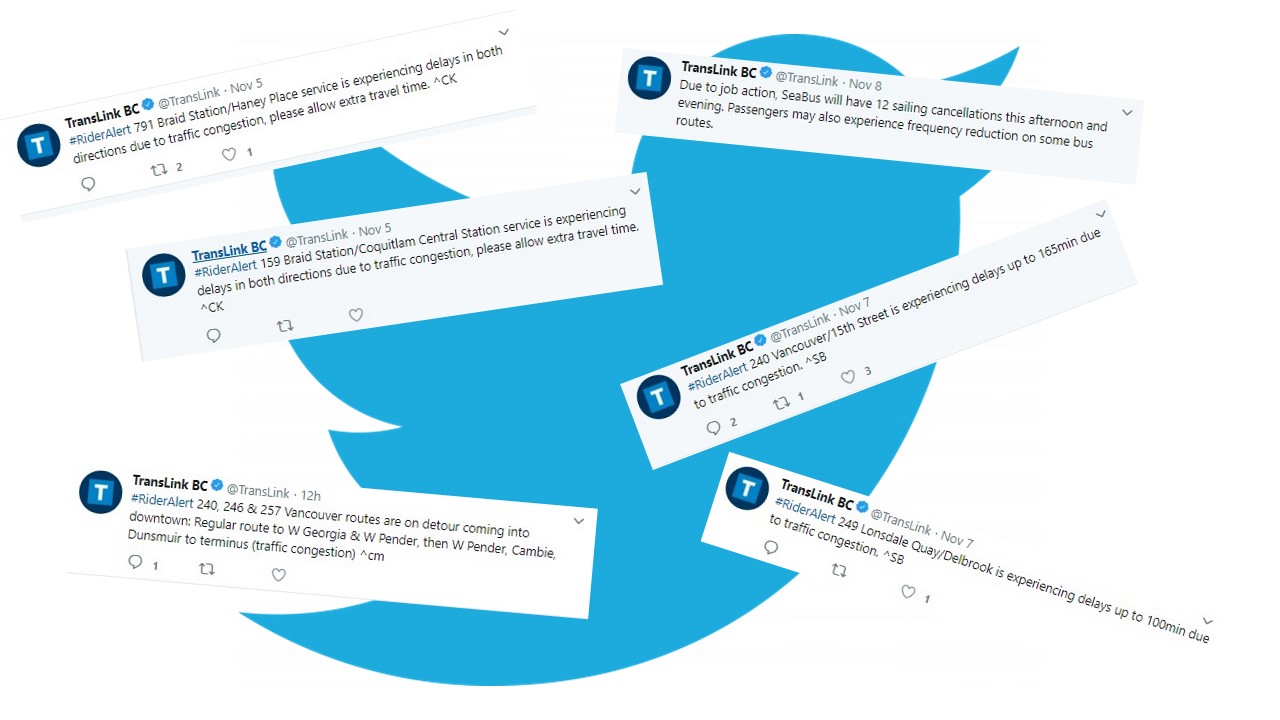 TransLink BC @TransLink · Nov 5
#RiderAlert 791 Braid Station/Haney Place service is experiencing delays in both
directions due to traffic congestion, please allow extra travel time. ^CK
2 1
TransLink BC @TransLink · Nov 8
Due to job action, SeaBus will have 12 sailing cancellations this afternoon and
evening. Passengers may also experience frequency reduction on some bus
routes.
TransLink BC @TransLink · Nov 5
#RiderAlert 159 Braid Station/Coquitlam Central Station service is experiencing
delays in both directions due to traffic congestion, please allow extra travel time.
^CK
TransLink BC @TransLink · Nov 7
#RiderAlert 240 Vancouver/15th Street is experiencing delays up to 165min due
to traffic congestion. ^SB
2 1 3
TransLink BC @TransLink · 12h
#RiderAlert 240, 246 & 257 Vancouver routes are on detour coming into
downtown: Regular route to W Georgia & W Pender, then W Pender, Cambie,
Dunsmuir to terminus (traffic congestion) ^cm
1
TransLink BC @TransLink · Nov 7
#RiderAlert 249 Lonsdale Quay/Delbrook is experiencing delays up to 100min due
to traffic congestion. ^SB
1